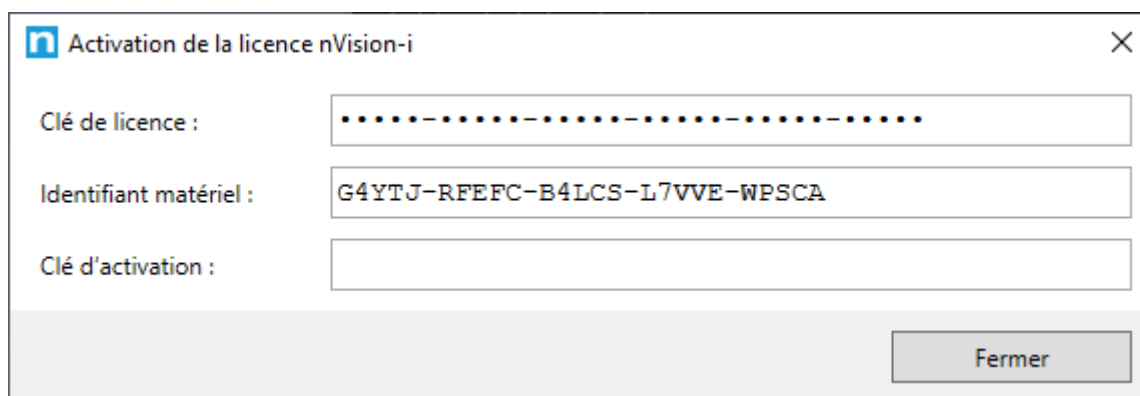 n Activation de la licence nVision-i
Clé de licence : •••••-•••••-•••••-•••••-•••••-•••••
Identifiant matériel : G4YTJ-RFEFC-B4LCS-L7VVE-WPSCA
Clé d'activation :
Fermer